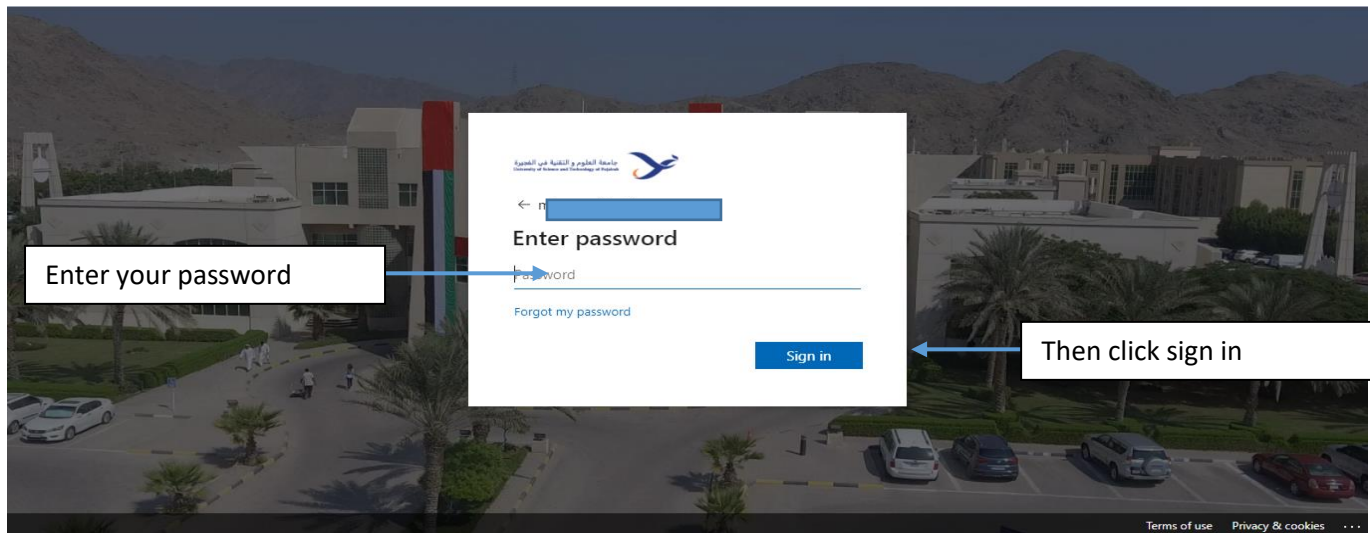 جامعة العلوم و التقنية في الفجيرة
University of Science and Technology of Fujairah
← m
Enter password
Enter your password
Password
Forgot my password
Sign in
Then click sign in
Terms of use Privacy & cookies ...